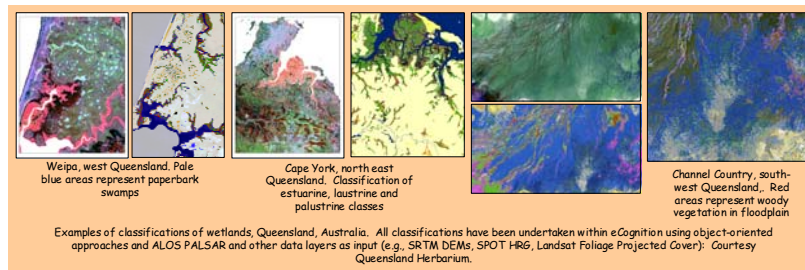 Weipa, west Queensland. Pale
blue areas represent paperbark
swamps
Cape York, north east
Queensland. Classification of
estuarine, laustrine and
palustrine classes
Channel Country, south-
west Queensland,. Red
areas represent woody
vegetation in floodplain
Examples of classifications of wetlands, Queensland, Australia. All classifications have been undertaken within eCognition using object-oriented
approaches and ALOS PALSAR and other data layers as input (e.g., SRTM DEMs, SPOT HRG, Landsat Foliage Projected Cover): Courtesy
Queensland Herbarium.